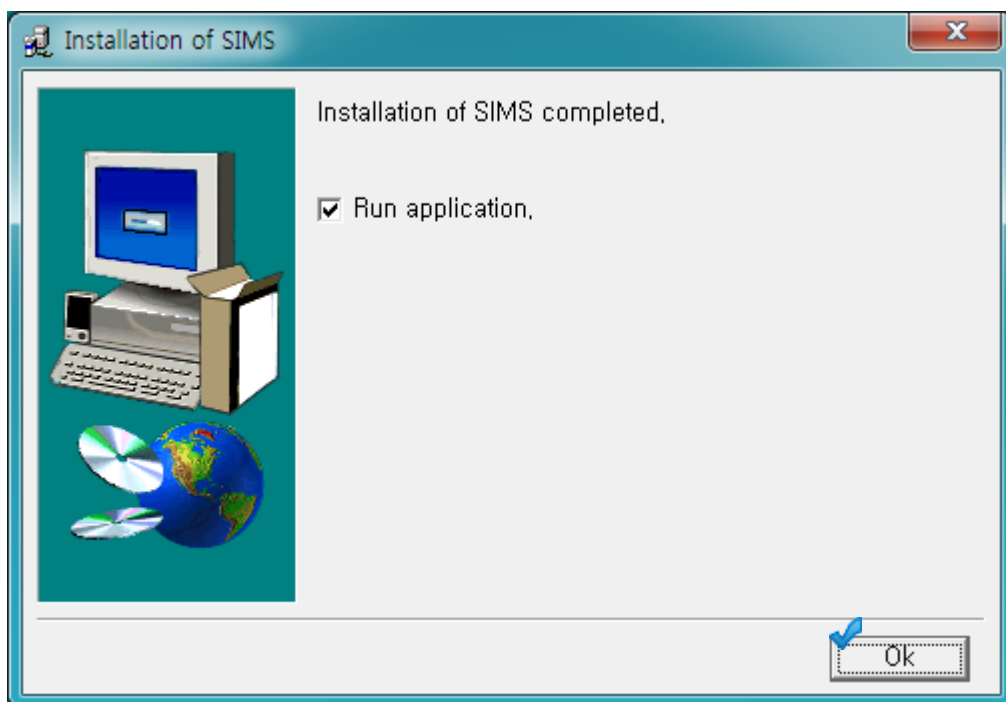 Installation of SIMS
Installation of SIMS completed,
Run application,
Ok